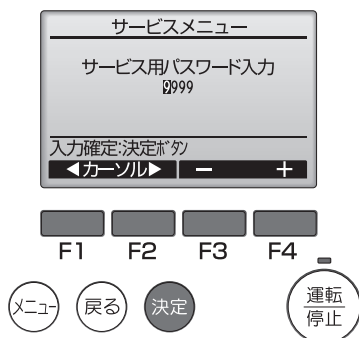 サービスメニュー
サービス用パスワード入力
9999
入力確定:決定ボタン
◀カーソル▶ − +
F1 F2 F3 F4
メニュー 戻る 決定 運転
停止